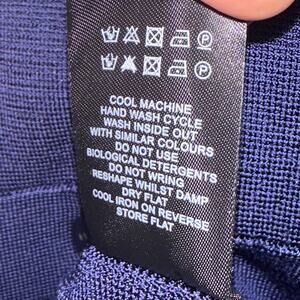 COOL MACHINE
HAND WASH CYCLE
WASH INSIDE OUT
WITH SIMILAR COLOURS
DO NOT USE
BIOLOGICAL DETERGENTS
DO NOT WRING
RESHAPE WHILST DAMP
DRY FLAT
COOL IRON ON REVERSE
STORE FLAT